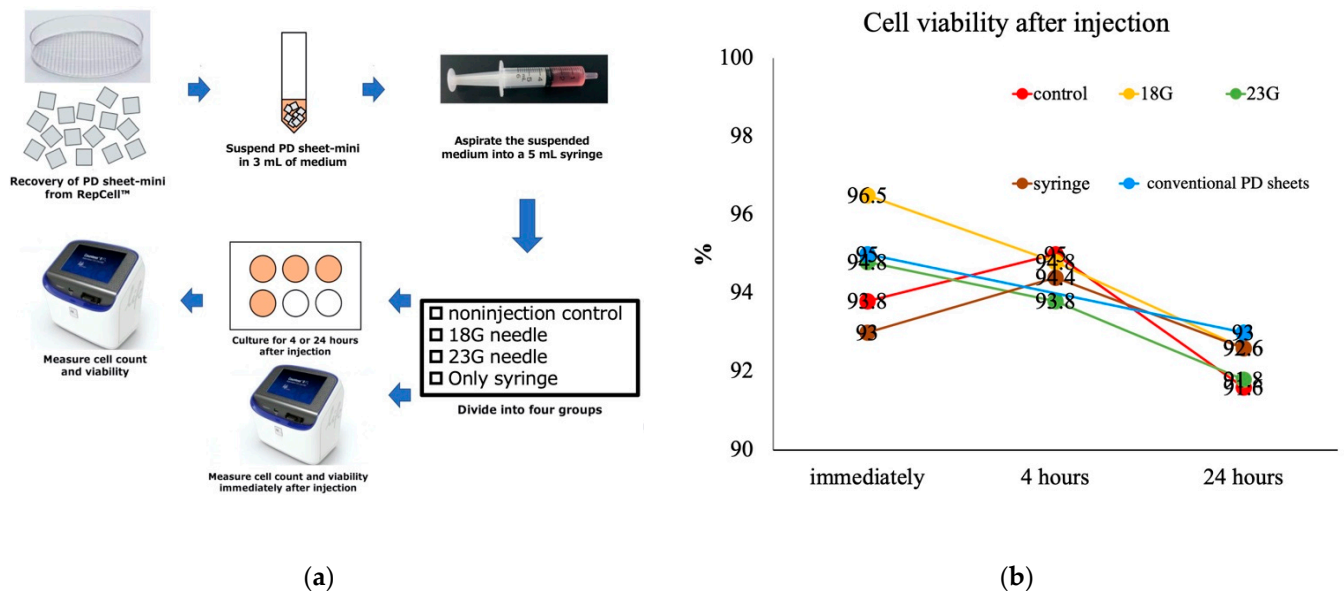 Recovery of PD sheet-mini
from RepCell™
Suspend PD sheet-mini
in 3 mL of medium
Aspirate the suspended
medium into a 5 mL syringe
☐ noninjection control
☐ 18G needle
☐ 23G needle
☐ Only syringe
Divide into four groups
Culture for 4 or 24 hours
after injection
Measure cell count
and viability
Measure cell count and viability
immediately after injection
(a)
Cell viability after injection
control 18G 23G
syringe conventional PD sheets
%
100
98
96
94
92
90
96.5
95
94.8
93.8
93
95
94.8
94.4
93.8
93
92.6
91.8
91.6
immediately 4 hours 24 hours
(b)